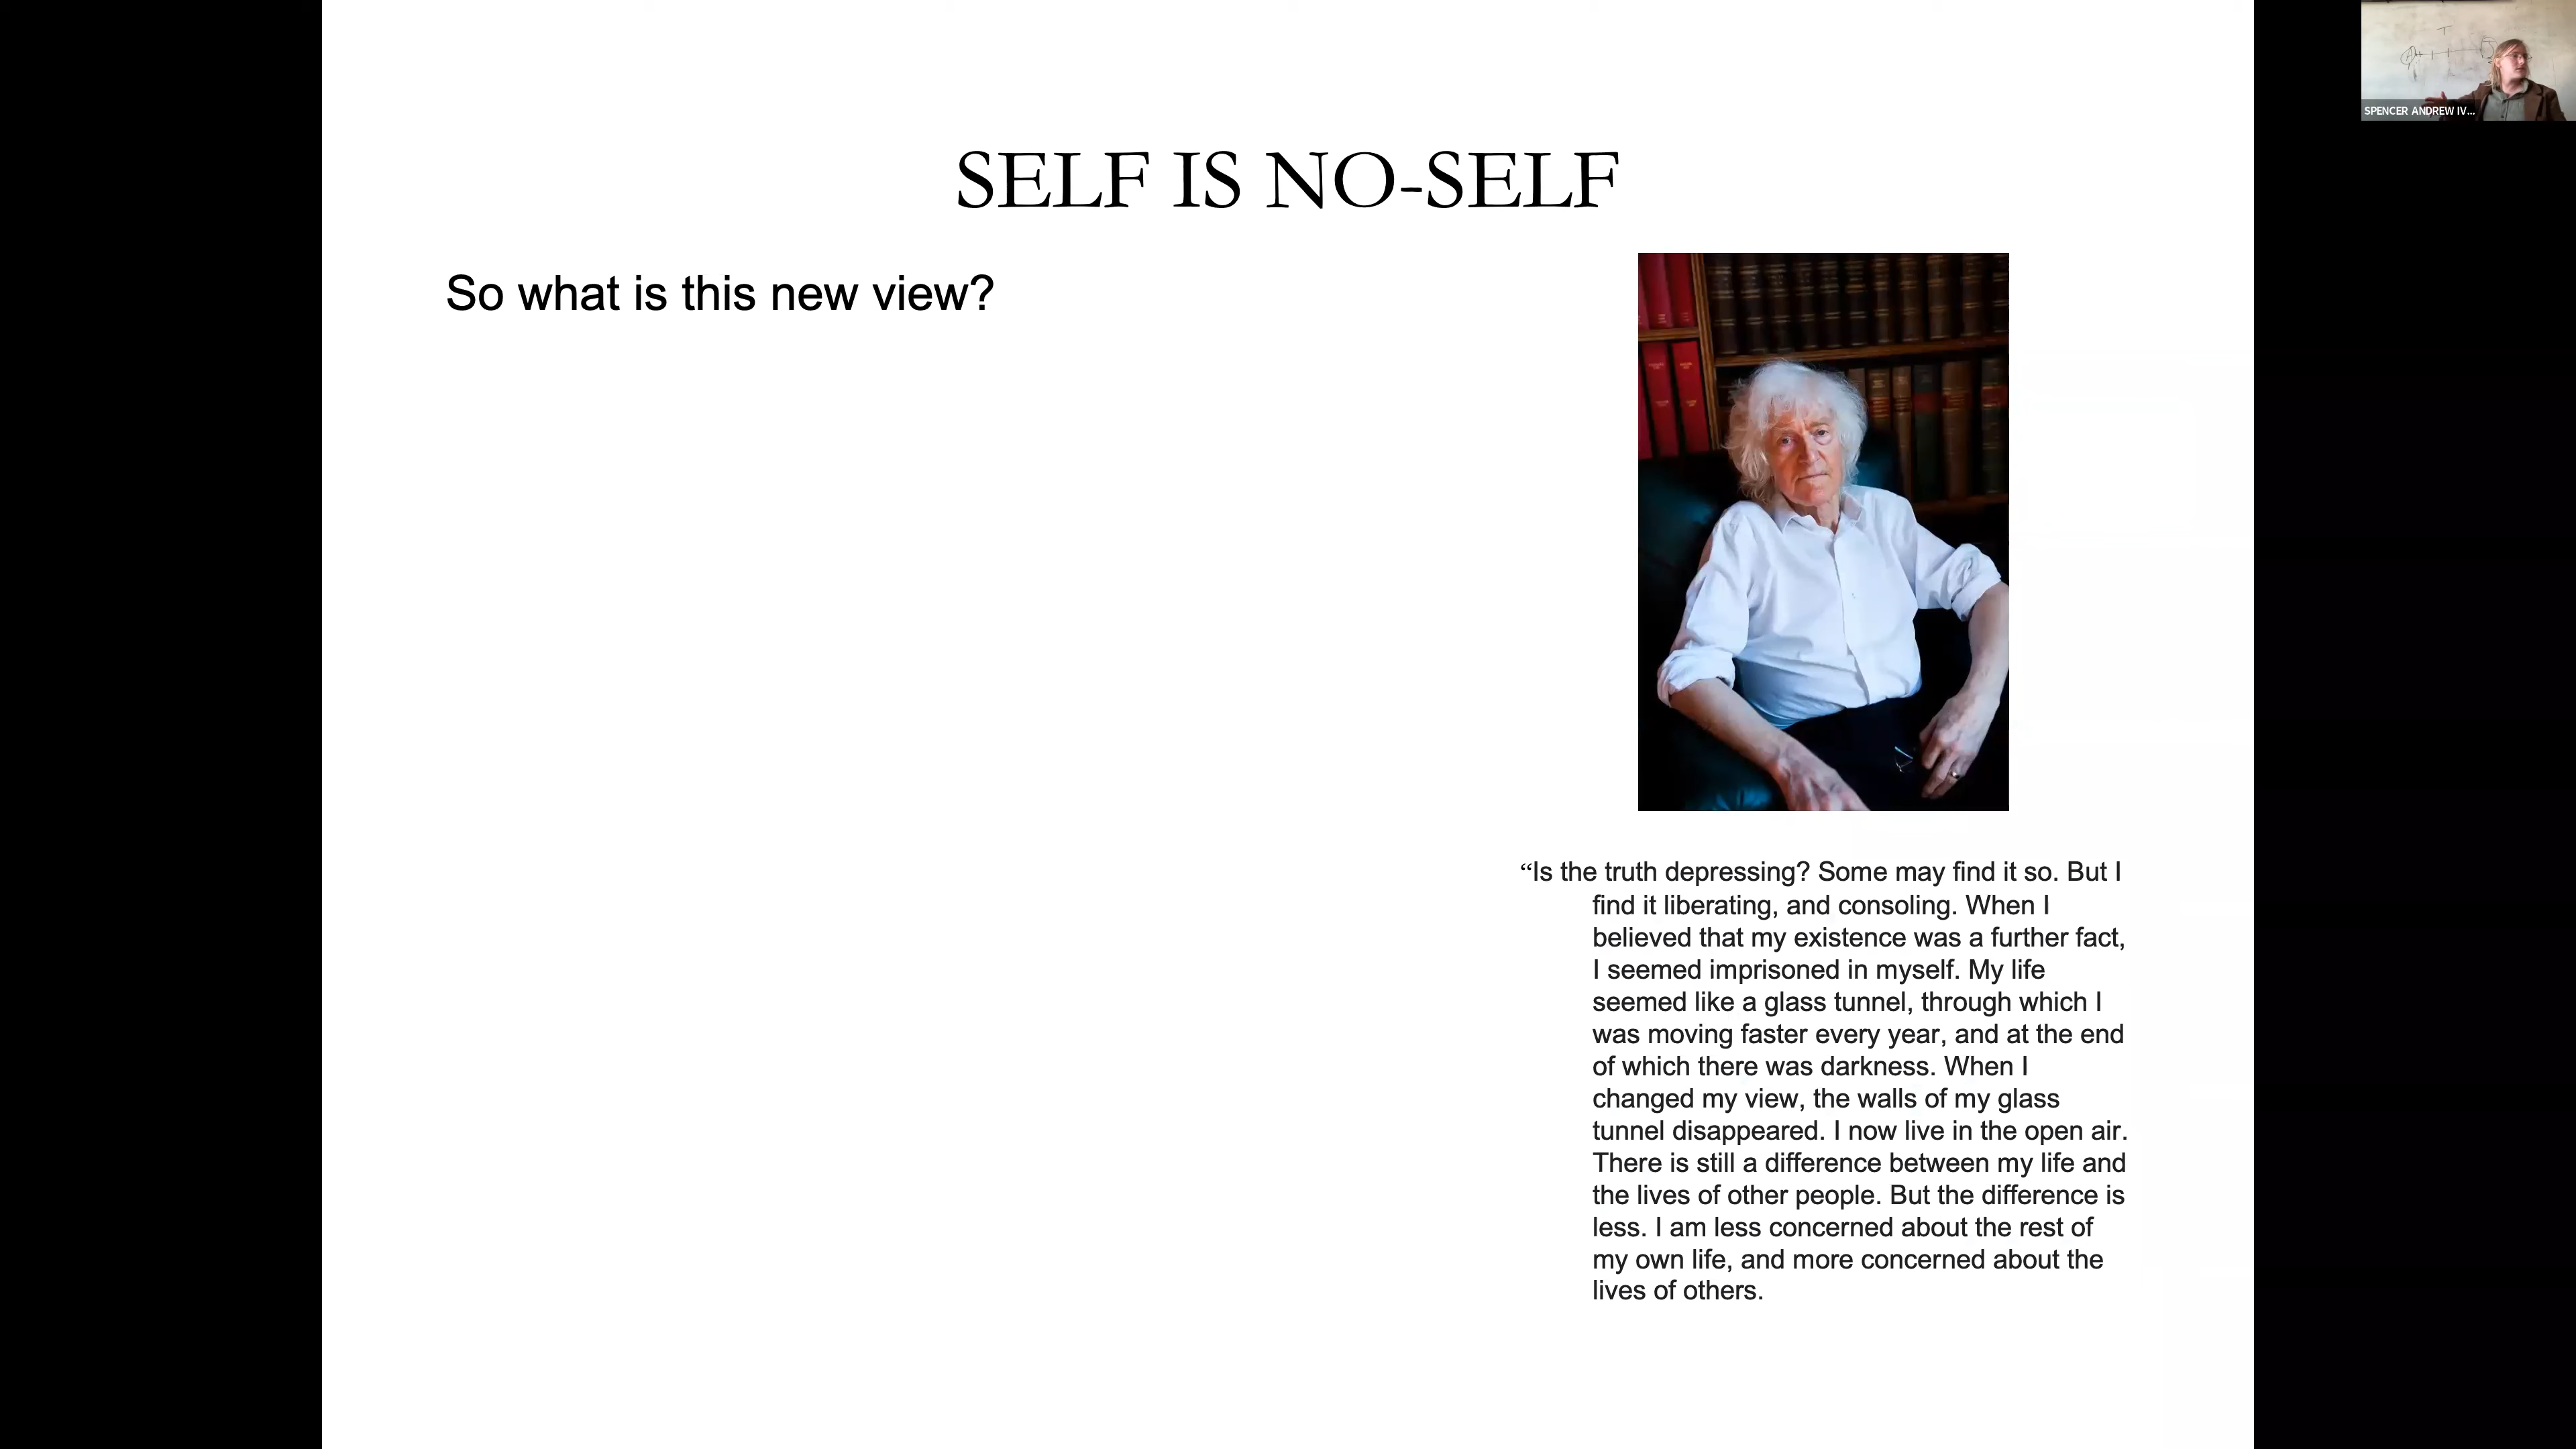 SPENCER ANDREW IV...
SELF IS NO-SELF
So what is this new view?
“Is the truth depressing? Some may find it so. But I
find it liberating, and consoling. When I
believed that my existence was a further fact,
I seemed imprisoned in myself. My life
seemed like a glass tunnel, through which I
was moving faster every year, and at the end
of which there was darkness. When I
changed my view, the walls of my glass
tunnel disappeared. I now live in the open air.
There is still a difference between my life and
the lives of other people. But the difference is
less. I am less concerned about the rest of
my own life, and more concerned about the
lives of others.